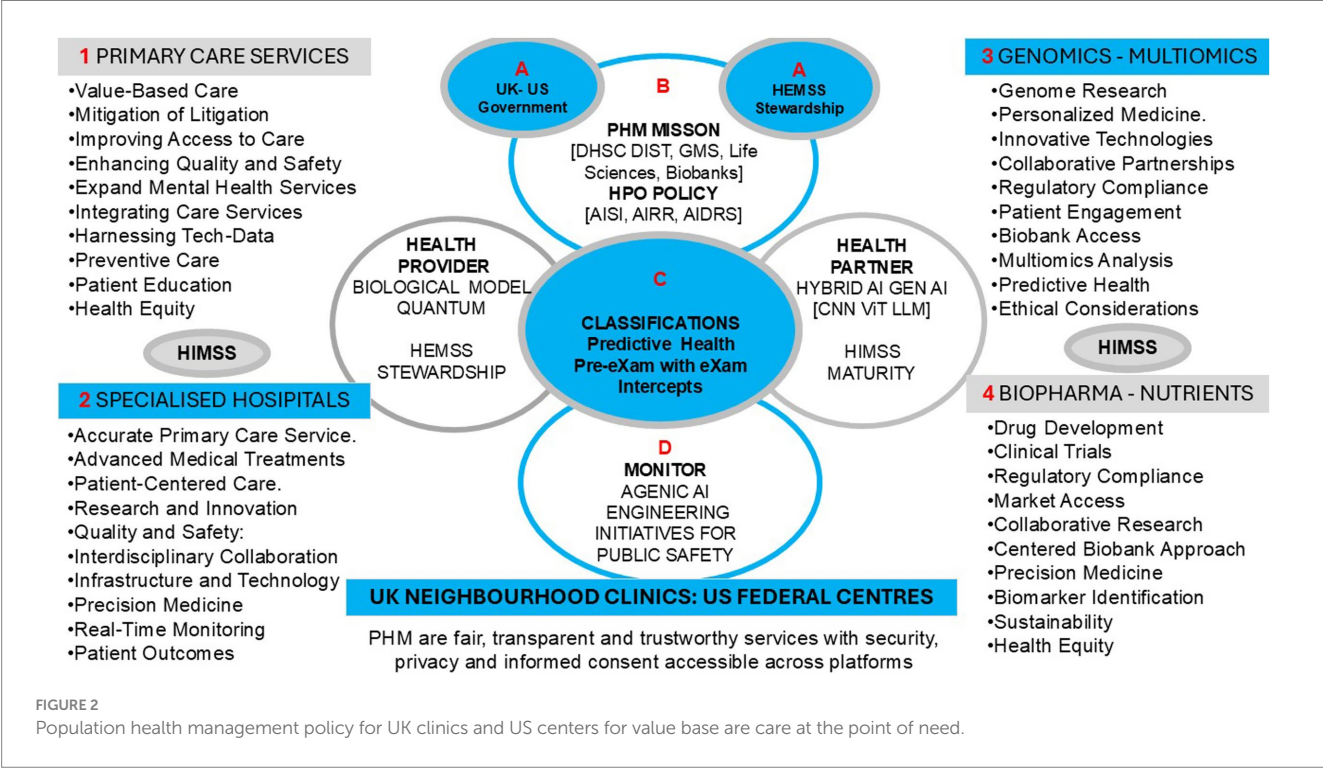 1 PRIMARY CARE SERVICES
•Value-Based Care
•Mitigation of Litigation
•Improving Access to Care
•Enhancing Quality and Safety
•Expand Mental Health Services
•Integrating Care Services
•Harnessing Tech-Data
•Preventive Care
•Patient Education
•Health Equity
HIMSS
2 SPECIALISED HOSPITALS
•Accurate Primary Care Service.
•Advanced Medical Treatments
•Patient-Centered Care.
•Research and Innovation
•Quality and Safety:
•Interdisciplinary Collaboration
•Infrastructure and Technology
•Precision Medicine
•Real-Time Monitoring
•Patient Outcomes
A
UK- US
Government
A
HEMSS
Stewardship
B
PHM MISSON
[DHSC DIST, GMS, Life
Sciences, Biobanks]
HPO POLICY
[AISI, AIRR, AIDRS]
HEALTH
PROVIDER
BIOLOGICAL MODEL
QUANTUM
HEMSS
STEWARDSHIP
C
CLASSIFICATIONS
Predictive Health
Pre-eXam with eXam
Intercepts
HEALTH
PARTNER
HYBRID AI GEN AI
[CNN ViT LLM]
HIMSS
MATURITY
D
MONITOR
AGENIC AI
ENGINEERING
INITIATIVES FOR
PUBLIC SAFETY
UK NEIGHBOURHOOD CLINICS: US FEDERAL CENTRES
PHM are fair, transparent and trustworthy services with security,
privacy and informed consent accessible across platforms
3 GENOMICS - MULTIOMICS
•Genome Research
•Personalized Medicine.
•Innovative Technologies
•Collaborative Partnerships
•Regulatory Compliance
•Patient Engagement
•Biobank Access
•Multiomics Analysis
•Predictive Health
•Ethical Considerations
HIMSS
4 BIOPHARMA - NUTRIENTS
•Drug Development
•Clinical Trials
•Regulatory Compliance
•Market Access
•Collaborative Research
•Centered Biobank Approach
•Precision Medicine
•Biomarker Identification
•Sustainability
•Health Equity
FIGURE 2
Population health management policy for UK clinics and US centers for value base are care at the point of need.